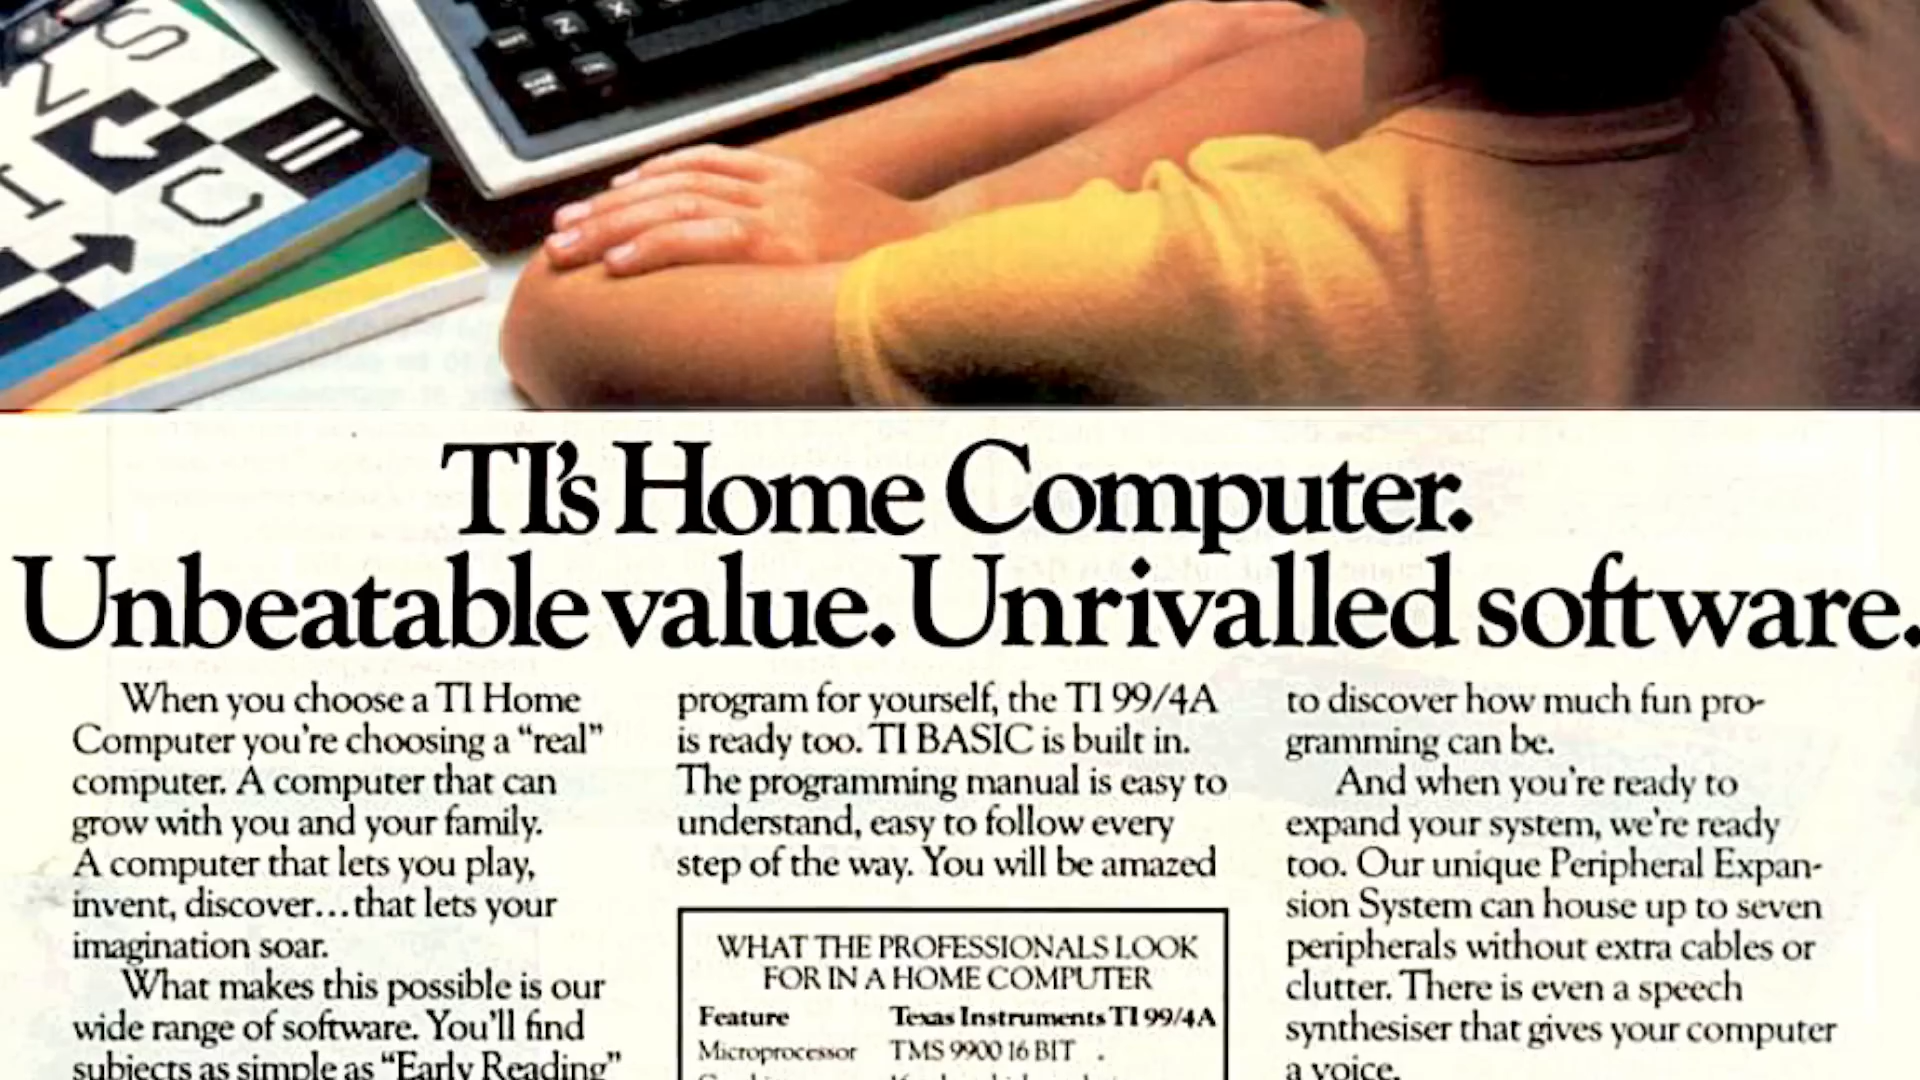 Z X
S
N
=
C
I
TI's Home Computer.
Unbeatable value. Unrivalled software.
When you choose a TI Home
Computer you're choosing a "real"
computer. A computer that can
grow with you and your family.
A computer that lets you play,
invent, discover...that lets your
imagination soar.
What makes this possible is our
wide range of software. You'll find
subjects as simple as "Early Reading"
program for yourself, the TI 99/4A
is ready too. TI BASIC is built in.
The programming manual is easy to
understand, easy to follow every
step of the way. You will be amazed
WHAT THE PROFESSIONALS LOOK
FOR IN A HOME COMPUTER
Feature Texas Instruments TI 99/4A
Microprocessor TMS 9900 16 BIT
to discover how much fun pro-
gramming can be.
And when you're ready to
expand your system, we're ready
too. Our unique Peripheral Expan-
sion System can house up to seven
peripherals without extra cables or
clutter. There is even a speech
synthesiser that gives your computer
a voice.